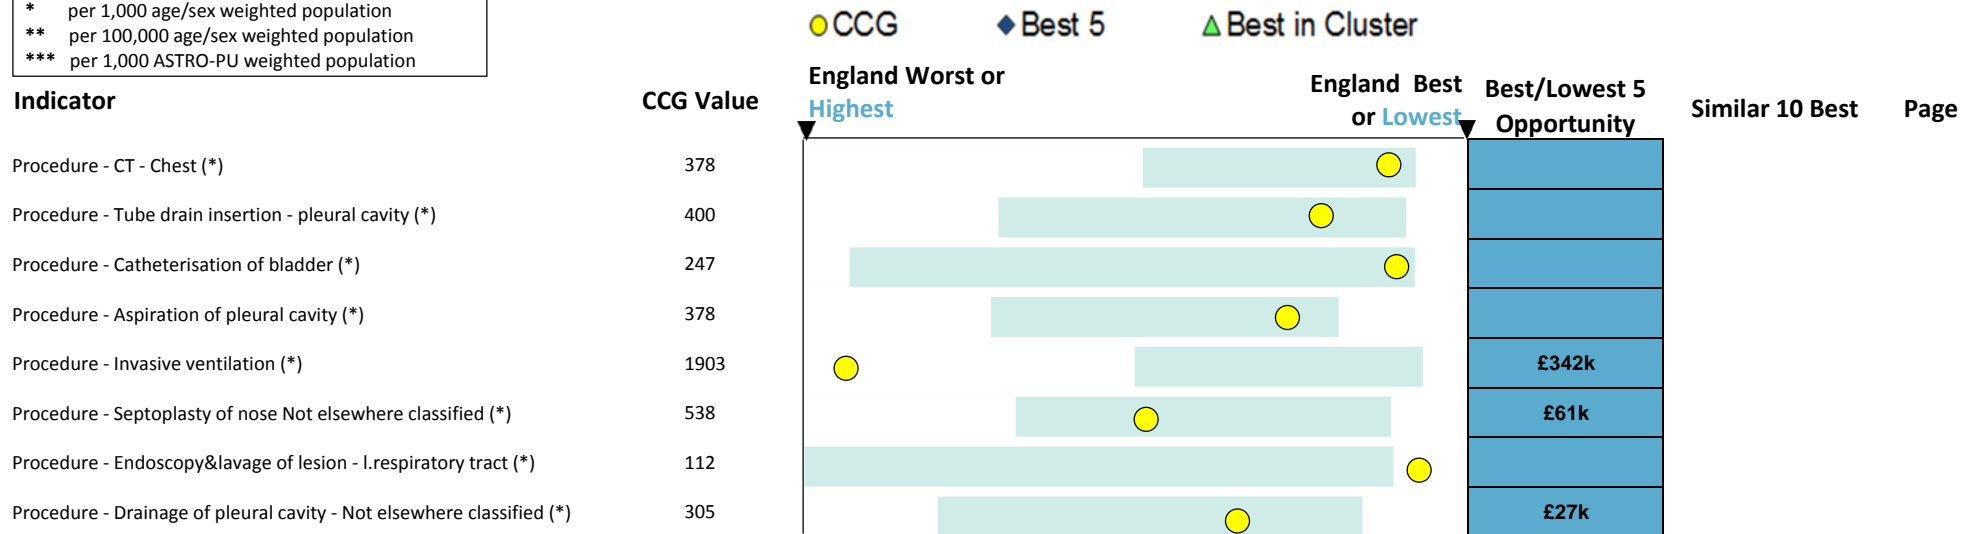 * per 1,000 age/sex weighted population
** per 100,000 age/sex weighted population
*** per 1,000 ASTRO-PU weighted population
CCG Best 5 Best in Cluster
Indicator CCG Value England Worst or Highest England Best or Lowest Best/Lowest 5 Opportunity Similar 10 Best Page
Procedure - CT - Chest (*) 378
Procedure - Tube drain insertion - pleural cavity (*) 400
Procedure - Catheterisation of bladder (*) 247
Procedure - Aspiration of pleural cavity (*) 378
Procedure - Invasive ventilation (*) 1903 £342k
Procedure - Septoplasty of nose Not elsewhere classified (*) 538 £61k
Procedure - Endoscopy&lavage of lesion - l.respiratory tract (*) 112
Procedure - Drainage of pleural cavity - Not elsewhere classified (*) 305 £27k